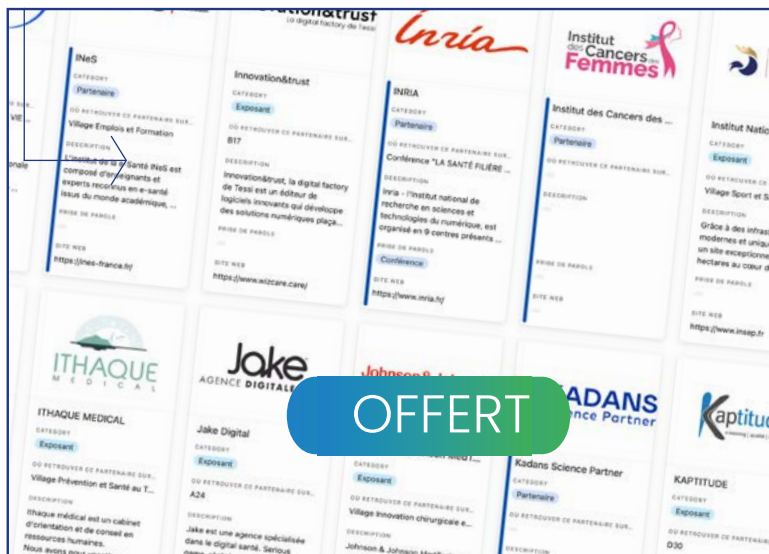 Innovation&trust
La digital factory de Tessi
Inria
Institut
des Cancers des
Femmes
INeS
CATEGORY
Partenaire
OÙ RETROUVER CE PARTENAIRE SUR...
Village Emplois et Formation
DESCRIPTION
L'institut de la e-Santé INeS est
composé d'enseignants et
experts reconnus en e-santé
issus du monde académique, ...
PRISE DE PAROLE
SITE WEB
https://ines-france.fr/
Innovation&trust
CATEGORY
Exposant
OÙ RETROUVER CE PARTENAIRE SUR...
B17
DESCRIPTION
Innovation&trust, la digital factory
de Tessi est un éditeur de
logiciels innovants qui développe
des solutions numériques plaça...
PRISE DE PAROLE
SITE WEB
https://www.wizcare.care/
INRIA
CATEGORY
Partenaire
OÙ RETROUVER CE PARTENAIRE SUR...
Conférence "LA SANTÉ FILIÈRE ...
DESCRIPTION
Inria - l'institut national de
recherche en sciences et
technologies du numérique, est
organisé en 9 centres présents ...
PRISE DE PAROLE
Conférence
SITE WEB
https://www.inria.fr/
Institut des Cancers des ...
CATEGORY
Partenaire
OÙ RETROUVER CE PARTENAIRE SUR...
DESCRIPTION
PRISE DE PAROLE
SITE WEB
Institut Natio
CATEGORY
Exposant
OÙ RETROUVER CE
Village Sport et S
DESCRIPTION
Grâce à des infras
modernes et uniqu
un site exceptionne
hectares au cœur d
PRISE DE PAROLE
SITE WEB
https://www.insep.fr
ITHAQUE
MEDICAL
ITHAQUE MEDICAL
CATEGORY
Exposant
OÙ RETROUVER CE PARTENAIRE SUR...
Village Prévention et Santé au T...
DESCRIPTION
Ithaque médical est un cabinet
d'orientation et de conseil en
ressources humaines.
Jake
AGENCE DIGITALE
Jake Digital
CATEGORY
Exposant
OÙ RETROUVER CE PARTENAIRE SUR...
A24
DESCRIPTION
Jake est une agence spécialisée
dans le digital santé. Serious
OFFERT
CATEGORY
Exposant
OÙ RETROUVER CE PARTENAIRE SUR...
Village Innovation chirurgicale e...
DESCRIPTION
KADANS
Science Partner
Kadans Science Partner
CATEGORY
Partenaire
OÙ RETROUVER CE PARTENAIRE SUR...
DESCRIPTION
Kaptitude
KAPTITUDE
CATEGORY
Exposant
OÙ RETROUVER CE PARTENAIRE
D30
DESCRIPTION